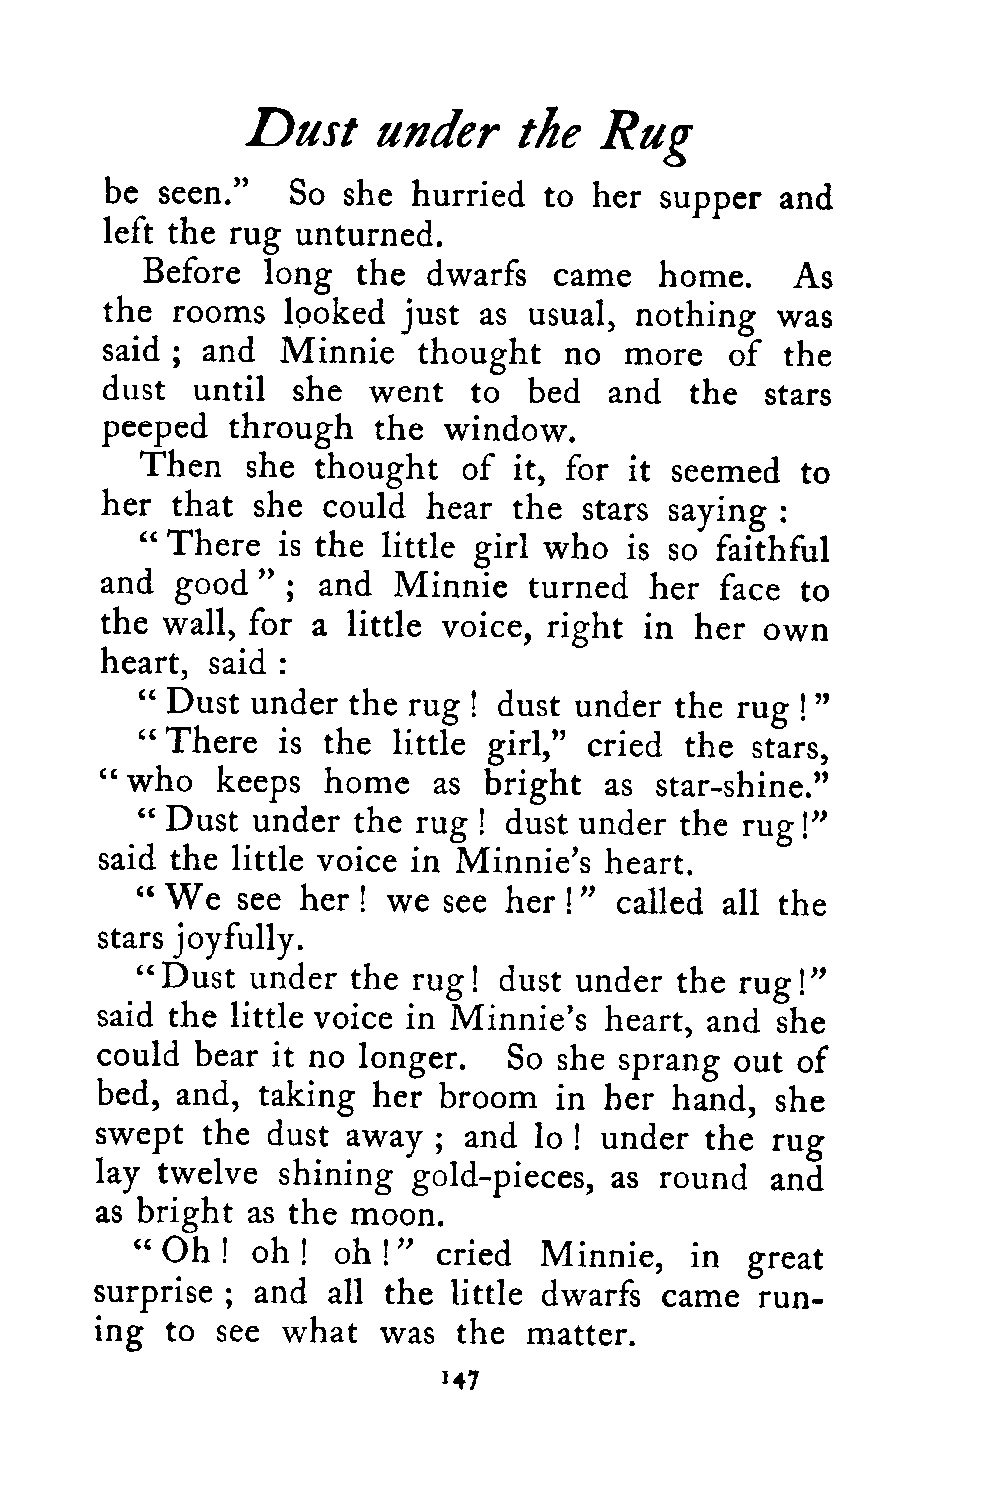 Dust under the Rug
be seen.” So she hurried to her supper and
left the rug unturned.
Before long the dwarfs came home. As
the rooms looked just as usual, nothing was
said ; and Minnie thought no more of the
dust until she went to bed and the stars
peeped through the window.
Then she thought of it, for it seemed to
her that she could hear the stars saying :
“ There is the little girl who is so faithful
and good ” ; and Minnie turned her face to
the wall, for a little voice, right in her own
heart, said :
“ Dust under the rug ! dust under the rug ! ”
“ There is the little girl,” cried the stars,
“ who keeps home as bright as star-shine.”
“ Dust under the rug ! dust under the rug !”
said the little voice in Minnie’s heart.
“ We see her ! we see her ! ” called all the
stars joyfully.
“ Dust under the rug ! dust under the rug !”
said the little voice in Minnie’s heart, and she
could bear it no longer. So she sprang out of
bed, and, taking her broom in her hand, she
swept the dust away ; and lo ! under the rug
lay twelve shining gold-pieces, as round and
as bright as the moon.
“ Oh ! oh ! oh ! ” cried Minnie, in great
surprise ; and all the little dwarfs came run-
ing to see what was the matter.
147